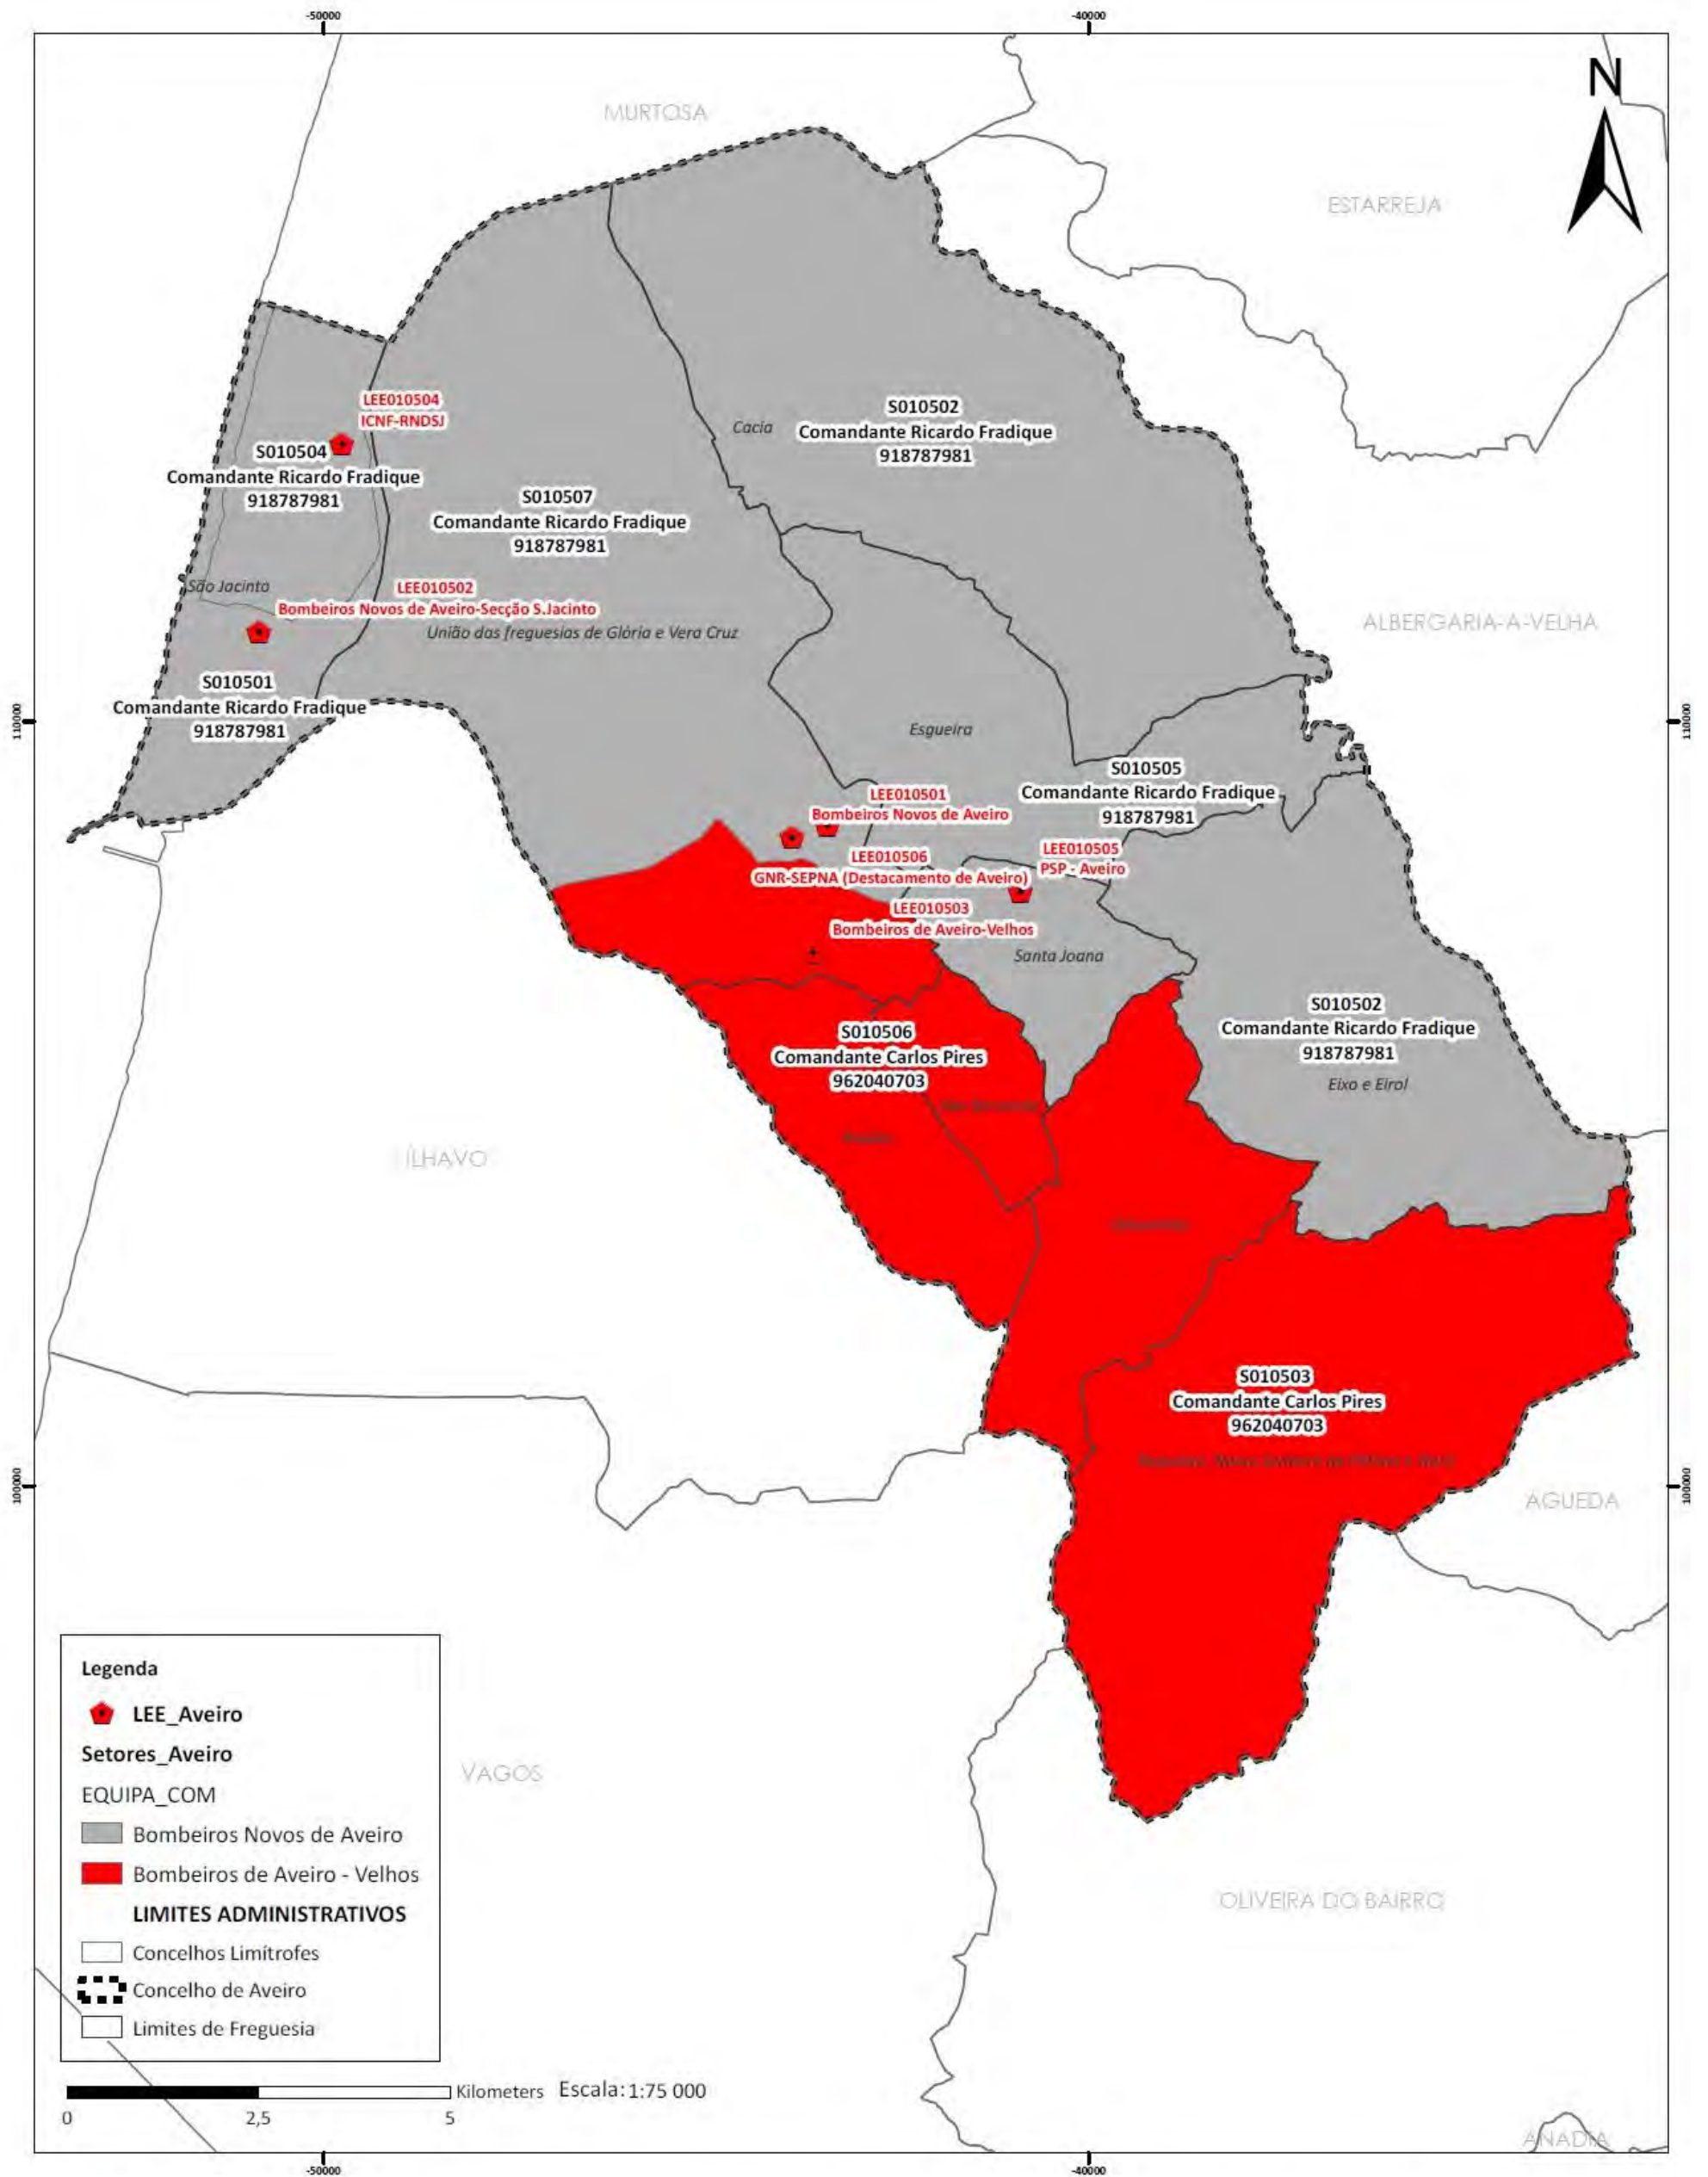 -50000
-40000
N
MURTOSA
ESTARREJA
LEE010504
ICNF-RNDSJ
S010504
Comandante Ricardo Fradique
918787981
Cacia
S010502
Comandante Ricardo Fradique
918787981
S010507
Comandante Ricardo Fradique
918787981
São Jacinto
LEE010502
Bombeiros Novos de Aveiro-Secção S.Jacinto
União das freguesias de Glória e Vera Cruz
ALBERGARIA-A-VELHA
S010501
Comandante Ricardo Fradique
918787981
110000
110000
Esgueira
S010505
Comandante Ricardo Fradique
918787981
LEE010501
Bombeiros Novos de Aveiro
LEE010506
GNR-SEPNA (Destacamento de Aveiro)
LEE010505
PSP - Aveiro
LEE010503
Bombeiros de Aveiro-Velhos
Santa Joana
S010506
Comandante Carlos Pires
962040703
S010502
Comandante Ricardo Fradique
918787981
Eixo e Eirol
ÍLHAVO
S010503
Comandante Carlos Pires
962040703
100000
100000
AGUEDA
VAGOS
OLIVEIRA DO BAIRRO
ANADIA
Legenda
LEE_Aveiro
Setores_Aveiro
EQUIPA_COM
Bombeiros Novos de Aveiro
Bombeiros de Aveiro - Velhos
LIMITES ADMINISTRATIVOS
Concelhos Limítrofes
Concelho de Aveiro
Limites de Freguesia
Kilometers Escala: 1:75 000
0 2,5 5
-50000
-40000